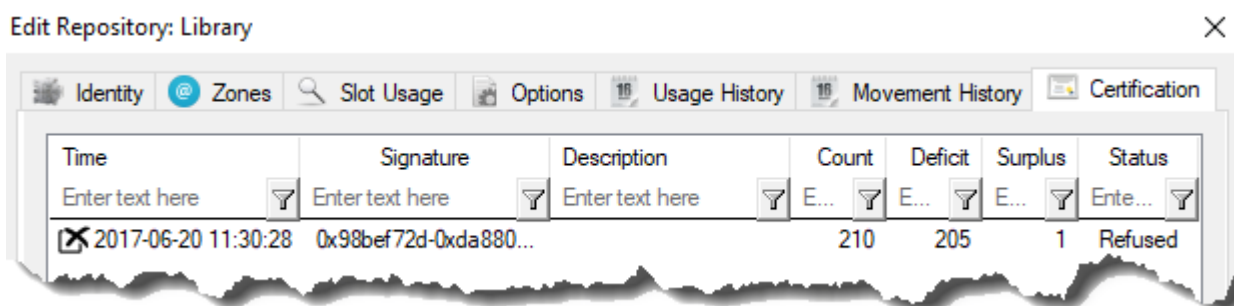 Edit Repository: Library
Identity Zones Slot Usage Options 16 Usage History 16 Movement History Certification
Time Signature Description Count Deficit Surplus Status
Enter text here Enter text here Enter text here E... E... E... Ente...
2017-06-20 11:30:28 0x98bef72d-0xda880... 210 205 1 Refused